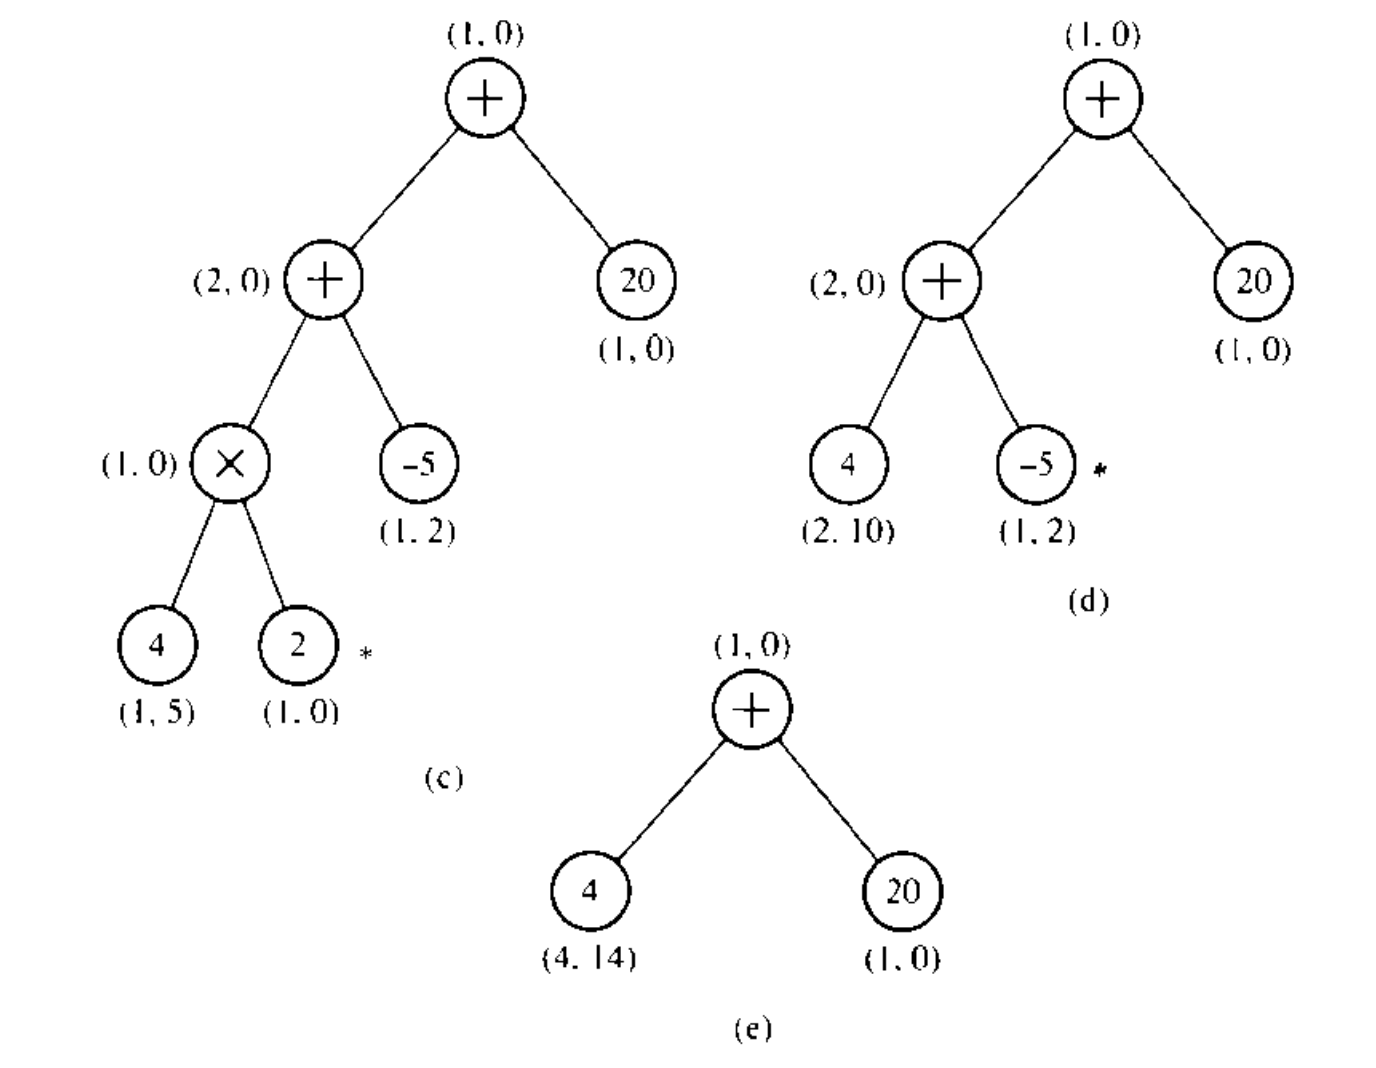 (1, 0) (1, 0)
+ +
(2, 0) + 20 (2, 0) + 20
(1, 0) (1, 0)
(1, 0) × -5 4 -5 *
(1, 2) (2, 10) (1, 2)
(d)
4 2 * (1, 0)
(1, 5) (1, 0) +
(c)
4 20
(4, 14) (1, 0)
(e)